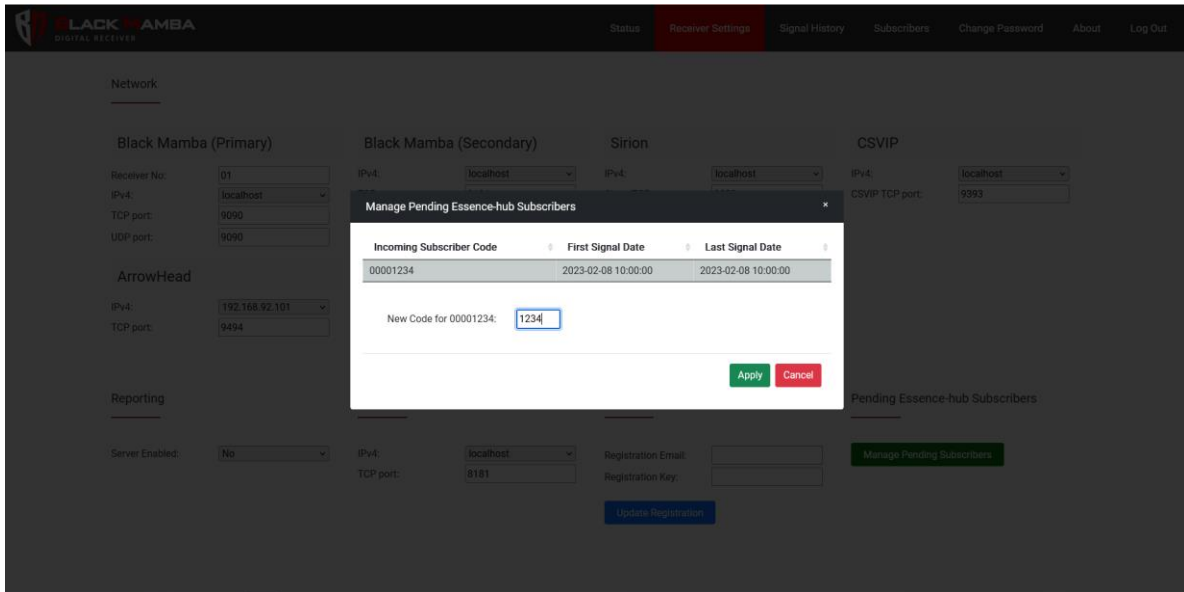 BLACK MAMBA
DIGITAL RECEIVER
Status Receiver Settings Signal History Subscribers Change Password About Log Out
Network
Black Mamba (Primary) Black Mamba (Secondary) Sirion CSVIP
Receiver No: 01 IPv4: localhost IPv4: localhost IPv4: localhost
IPv4: localhost CSVIP TCP port: 9393
TCP port: 9090
UDP port: 9090
Manage Pending Essence-hub Subscribers ×
Incoming Subscriber Code First Signal Date Last Signal Date
00001234 2023-02-08 10:00:00 2023-02-08 10:00:00
New Code for 00001234: 1234
Apply Cancel
ArrowHead
IPv4: 192.168.92.101
TCP port: 9494
Reporting Pending Essence-hub Subscribers
Server Enabled: No IPv4: localhost Registration Email: Manage Pending Subscribers
TCP port: 8181 Registration Key:
Update Registration